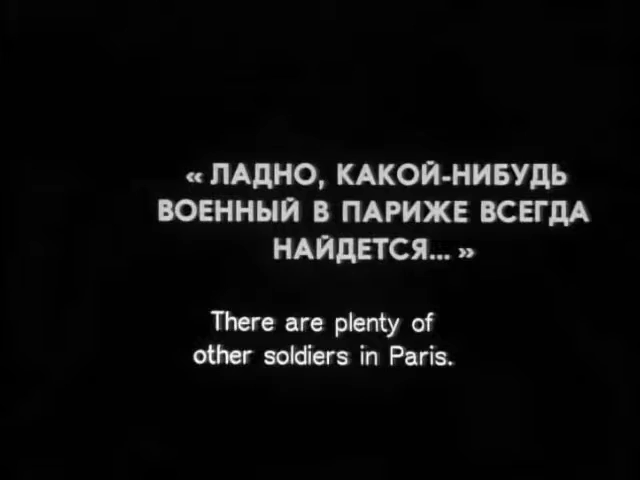 « ЛАДНО, КАКОЙ-НИБУДЬ
ВОЕННЫЙ В ПАРИЖЕ ВСЕГДА
НАЙДЕТСЯ... »
There are plenty of
other soldiers in Paris.